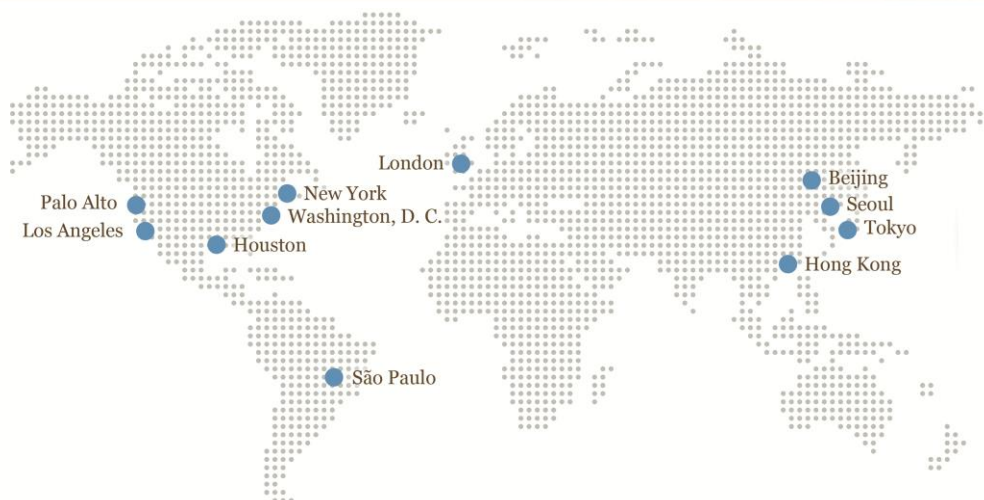 London
Beijing
New York
Palo Alto
Seoul
Washington, D. C.
Tokyo
Los Angeles
Houston
Hong Kong
São Paulo